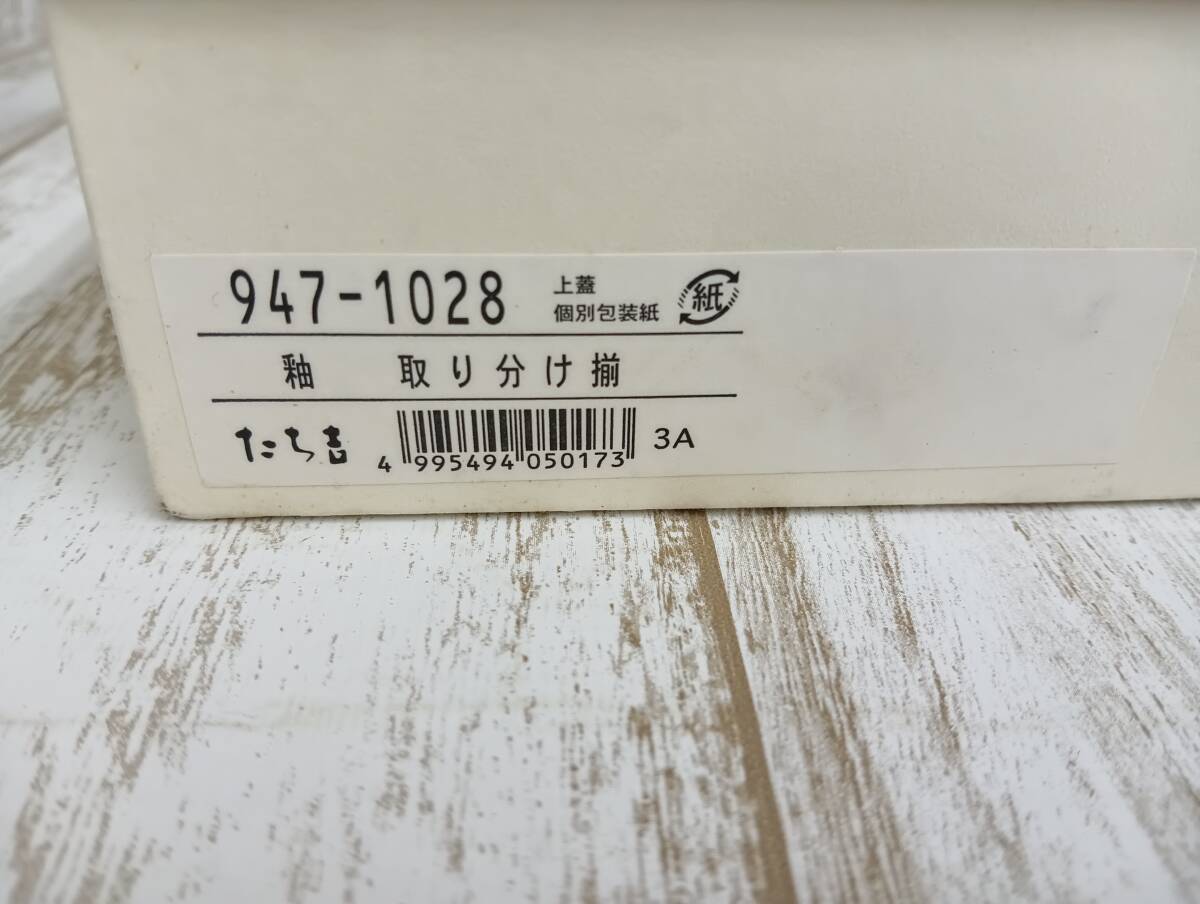 947-1028
上蓋
個別包装紙
紙
釉 取り分け揃
たち吉
4 995494 050173
3A